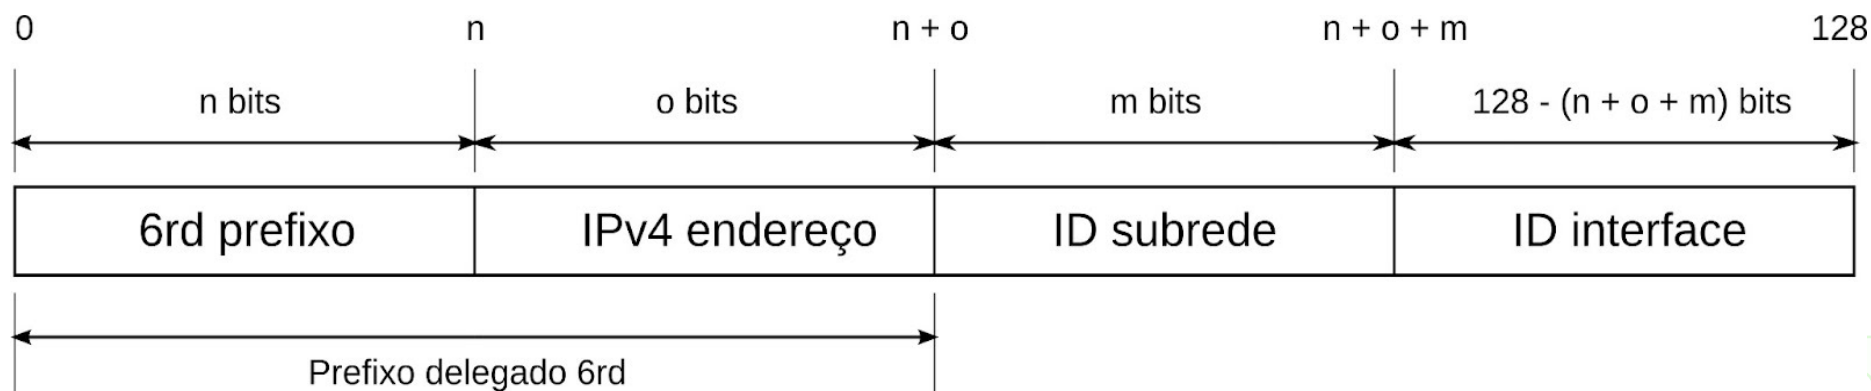 0 n n + o n + o + m 128
n bits o bits m bits 128 - (n + o + m) bits
6rd prefixo IPv4 endereço ID subrede ID interface
Prefixo delegado 6rd